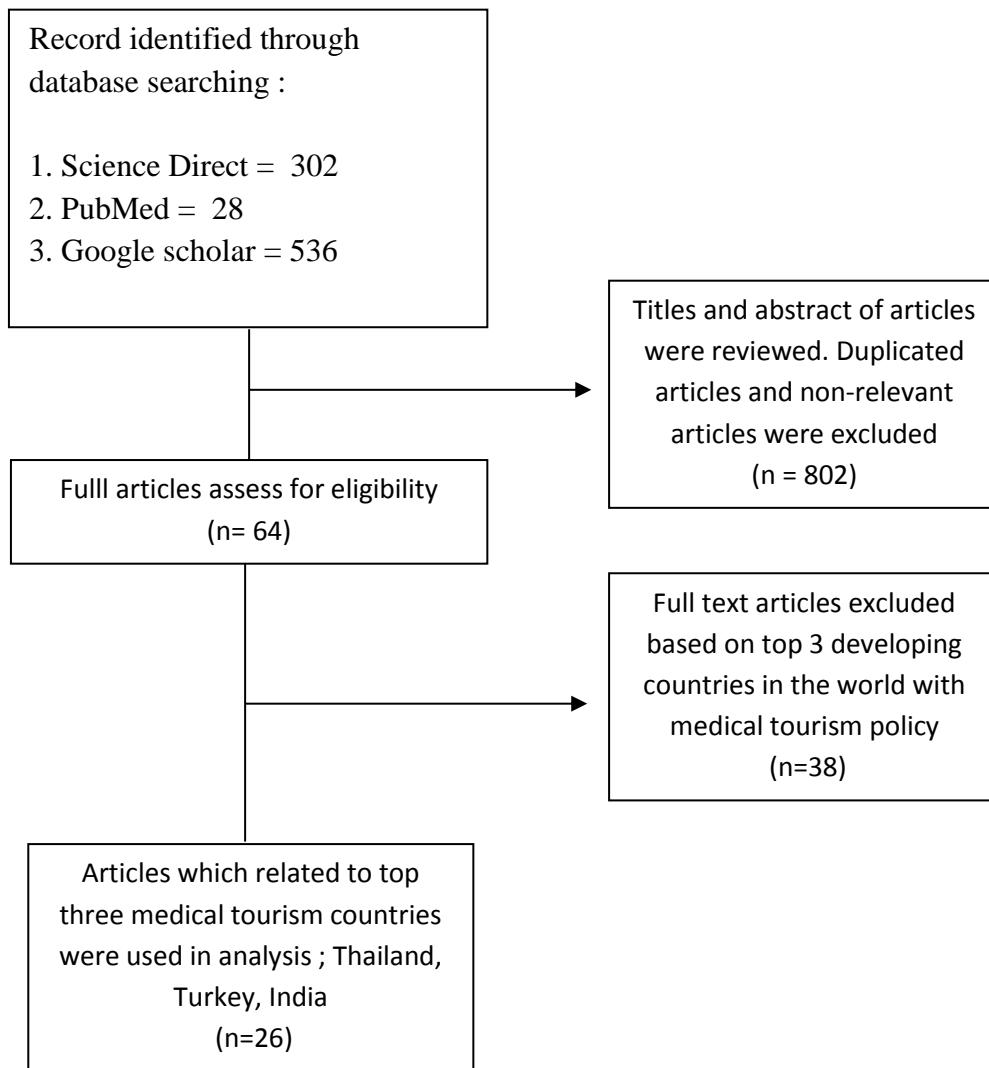 Record identified through
database searching :
1. Science Direct = 302
2. PubMed = 28
3. Google scholar = 536
Titles and abstract of articles
were reviewed. Duplicated
articles and non-relevant
articles were excluded
(n = 802)
Fulll articles assess for eligibility
(n= 64)
Full text articles excluded
based on top 3 developing
countries in the world with
medical tourism policy
(n=38)
Articles which related to top
three medical tourism countries
were used in analysis ; Thailand,
Turkey, India
(n=26)